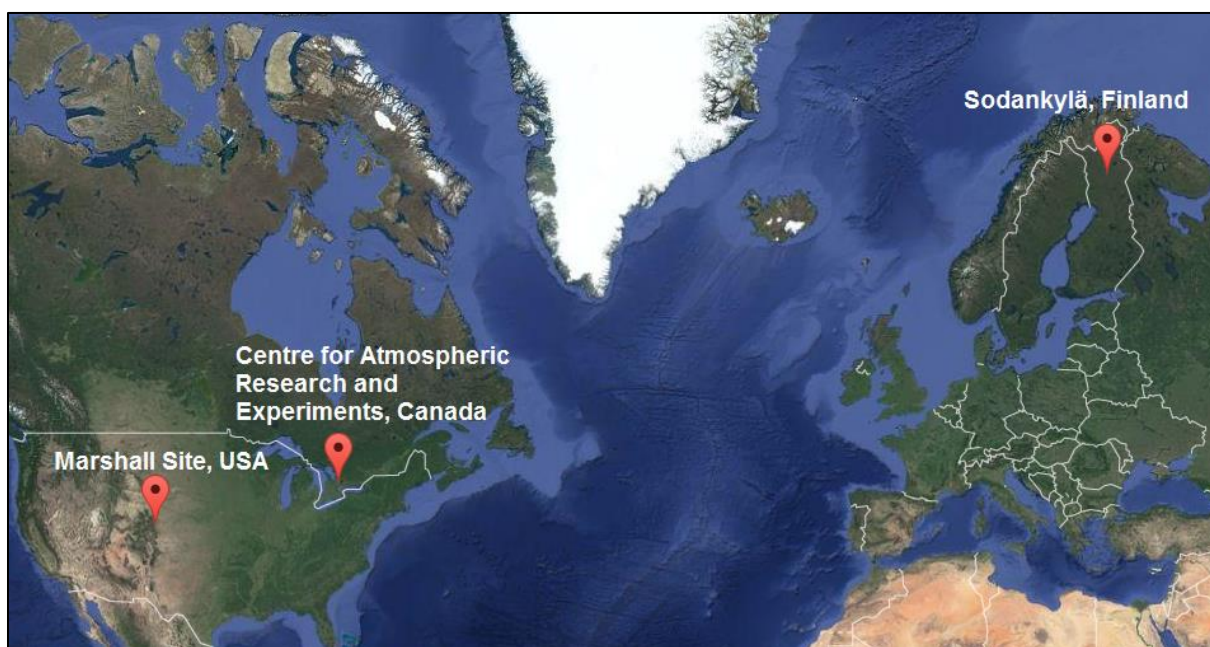 Sodankylä, Finland
Centre for Atmospheric
Research and
Experiments, Canada
Marshall Site, USA